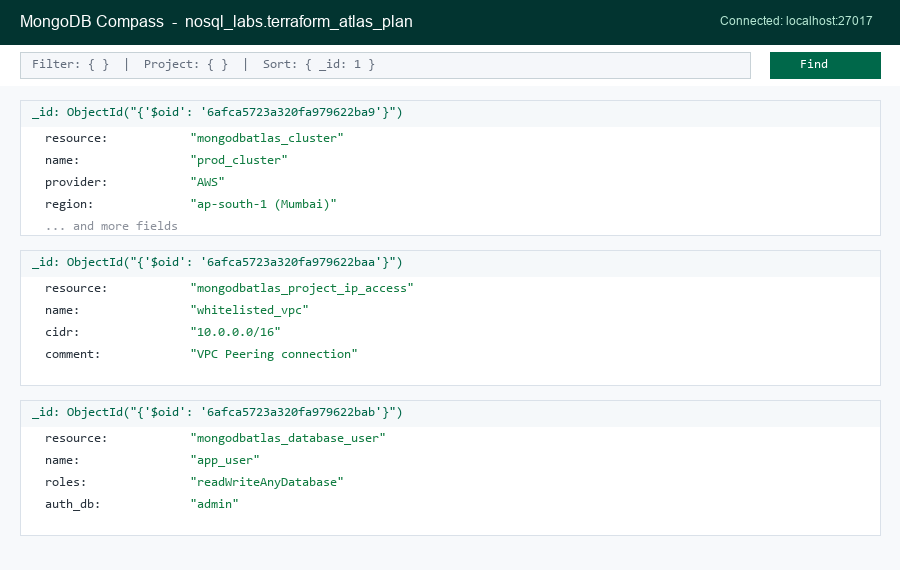 MongoDB Compass - nosql_labs.terraform_atlas_plan
Connected: localhost:27017
Filter: { } | Project: { } | Sort: { _id: 1 }
Find
_id: ObjectId("{'$oid': '6afca5723a320fa979622ba9'}")
resource: "mongodbatlas_cluster"
name: "prod_cluster"
provider: "AWS"
region: "ap-south-1 (Mumbai)"
... and more fields
_id: ObjectId("{'$oid': '6afca5723a320fa979622baa'}")
resource: "mongodbatlas_project_ip_access"
name: "whitelisted_vpc"
cidr: "10.0.0.0/16"
comment: "VPC Peering connection"
_id: ObjectId("{'$oid': '6afca5723a320fa979622bab'}")
resource: "mongodbatlas_database_user"
name: "app_user"
roles: "readWriteAnyDatabase"
auth_db: "admin"